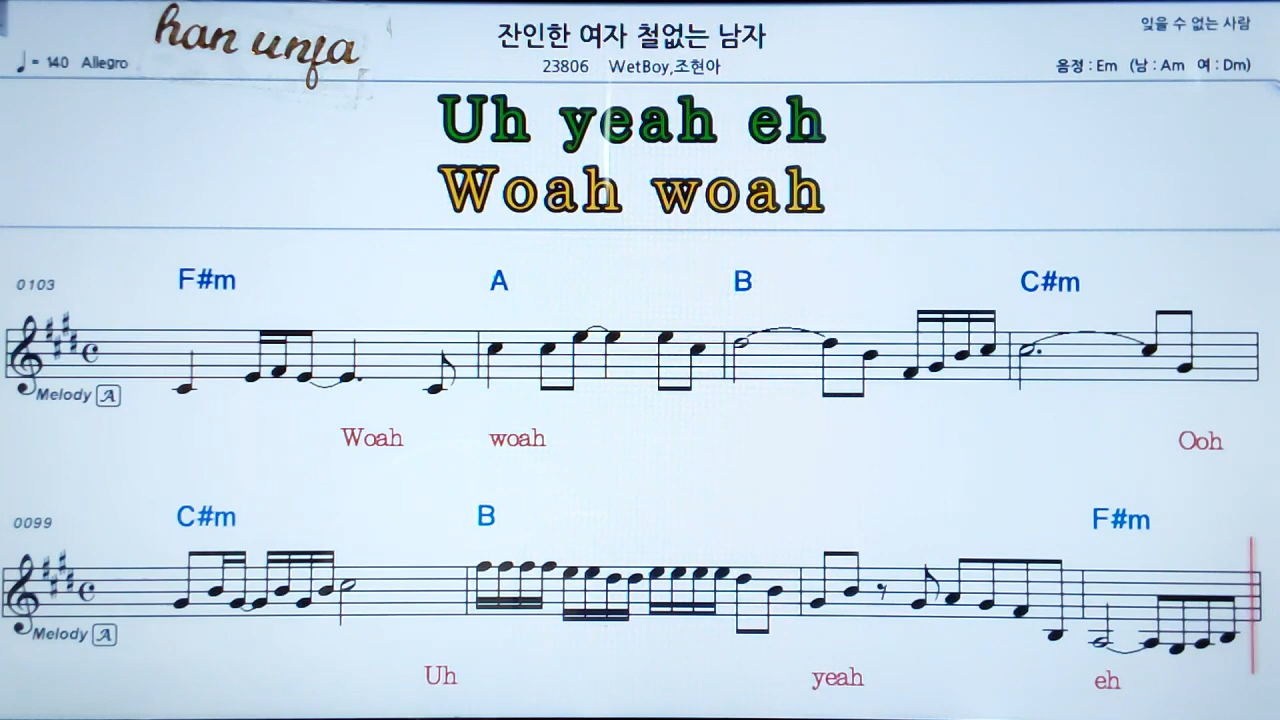 han unfa
잔인한 여자 철없는 남자
잊을 수 없는 사람
♩= 140 Allegro
23806 WetBoy,조현아
음정 : Em (남 : Am 여 : Dm)
Uh yeah eh
Woah woah
0103
F#m A B C#m
Melody A
Woah woah Ooh
0099
C#m B F#m
Melody A
Uh yeah eh